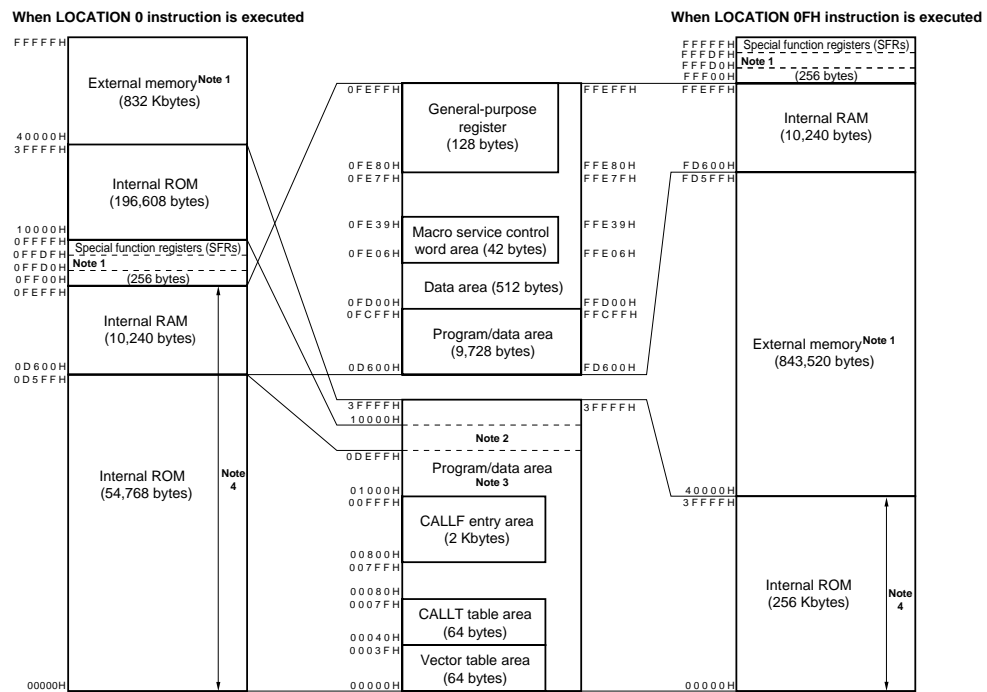 When LOCATION 0 instruction is executed
When LOCATION 0FH instruction is executed
FFFFFH
External memory Note 1
(832 Kbytes)
40000H
3FFFFH
Internal ROM
(196,608 bytes)
10000H
0FFFFH
Special function registers (SFRs)
0FFDFH
Note 1
0FFD0H
0FF00H
(256 bytes)
0FEFFH
Internal RAM
(10,240 bytes)
0D600H
0D5FFH
Internal ROM
(54,768 bytes)
Note
4
00000H
0FEFFH
FFEFFH
General-purpose
register
(128 bytes)
0FE80H
FFE80H
0FE7FH
FFE7FH
0FE39H
FFE39H
Macro service control
word area (42 bytes)
0FE06H
FFE06H
Data area (512 bytes)
0FD00H
FFD00H
0FCFFH
FFCFFH
Program/data area
(9,728 bytes)
0D600H
FD600H
3FFFFH
3FFFFH
10000H
Note 2
0DEFFH
Program/data area
Note 3
01000H
00FFFH
CALLF entry area
(2 Kbytes)
00800H
007FFH
00080H
0007FH
CALLT table area
(64 bytes)
00040H
0003FH
Vector table area
(64 bytes)
00000H
FFFFFH
Special function registers (SFRs)
FFFDFH
Note 1
FFFD0H
FFF00H
(256 bytes)
FFEFFH
Internal RAM
(10,240 bytes)
FD600H
FD5FFH
External memory Note 1
(843,520 bytes)
40000H
3FFFFH
Internal ROM
(256 Kbytes)
Note
4
00000H